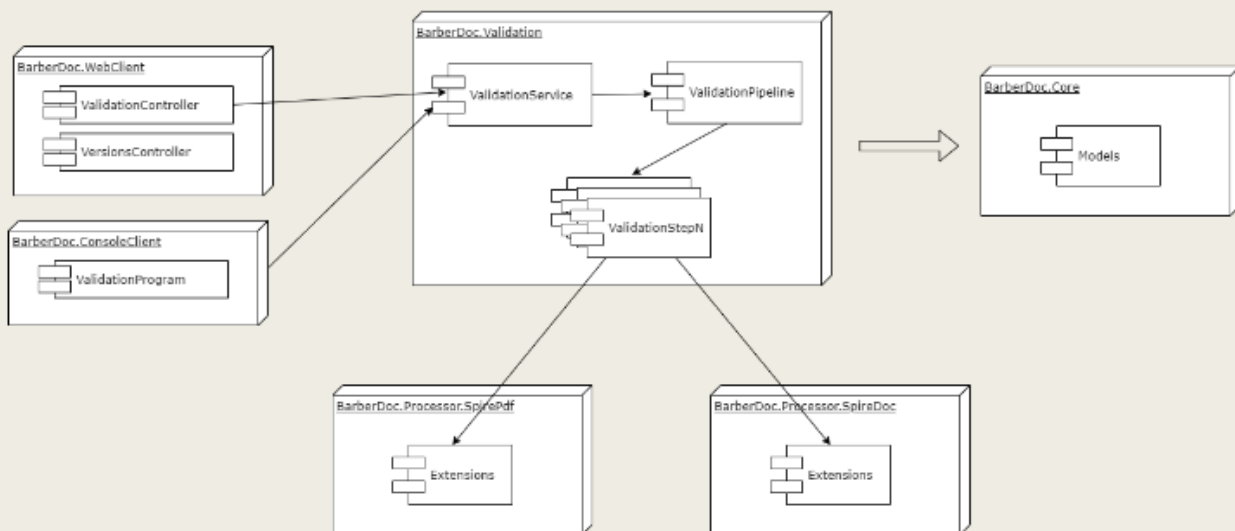 BarberDoc.WebClient
ValidationController
VersionsController
BarberDoc.ConsoleClient
ValidationProgram
BarberDoc.Validation
ValidationService
ValidationPipeline
ValidationStepN
BarberDoc.Core
Models
BarberDoc.Processor.SpirePdf
Extensions
BarberDoc.Processor.SpireDoc
Extensions